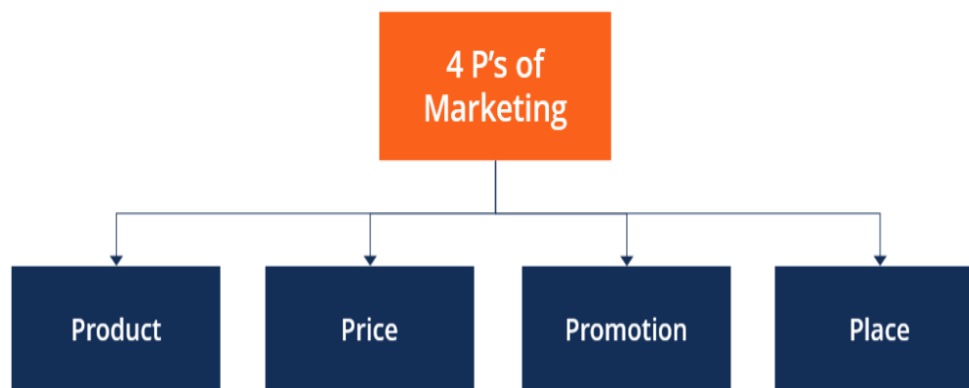 4 P’s of
Marketing
Product
Price
Promotion
Place